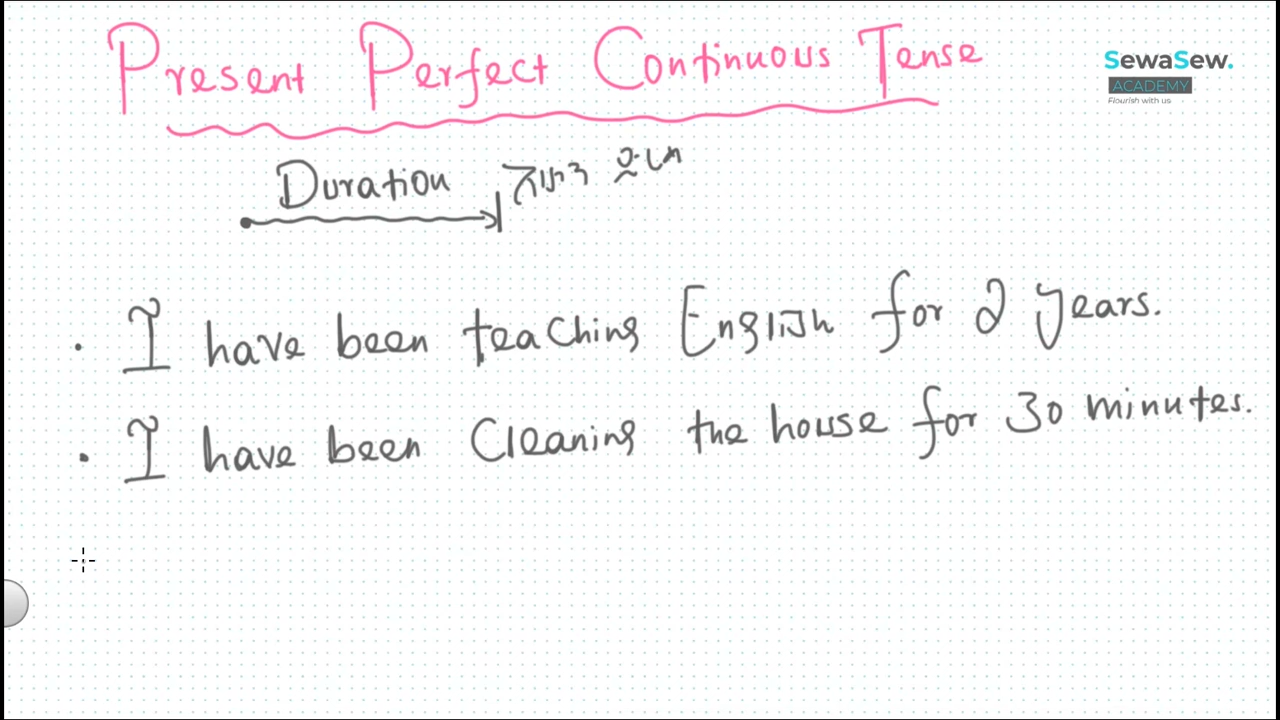 Present Perfect Continuous Tense
SewaSew.
ACADEMY
Flourish with us
Duration
• I have been teaching English for 2 years.
• I have been Cleaning the house for 30 minutes.